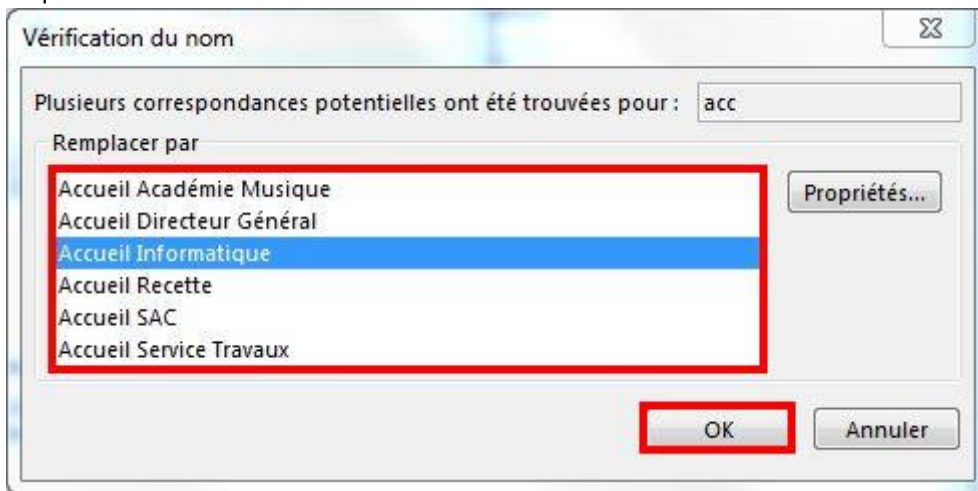 Vérification du nom
Plusieurs correspondances potentielles ont été trouvées pour : acc
Remplacer par
Accueil Académie Musique
Propriétés...
Accueil Directeur Général
Accueil Informatique
Accueil Recette
Accueil SAC
Accueil Service Travaux
OK Annuler